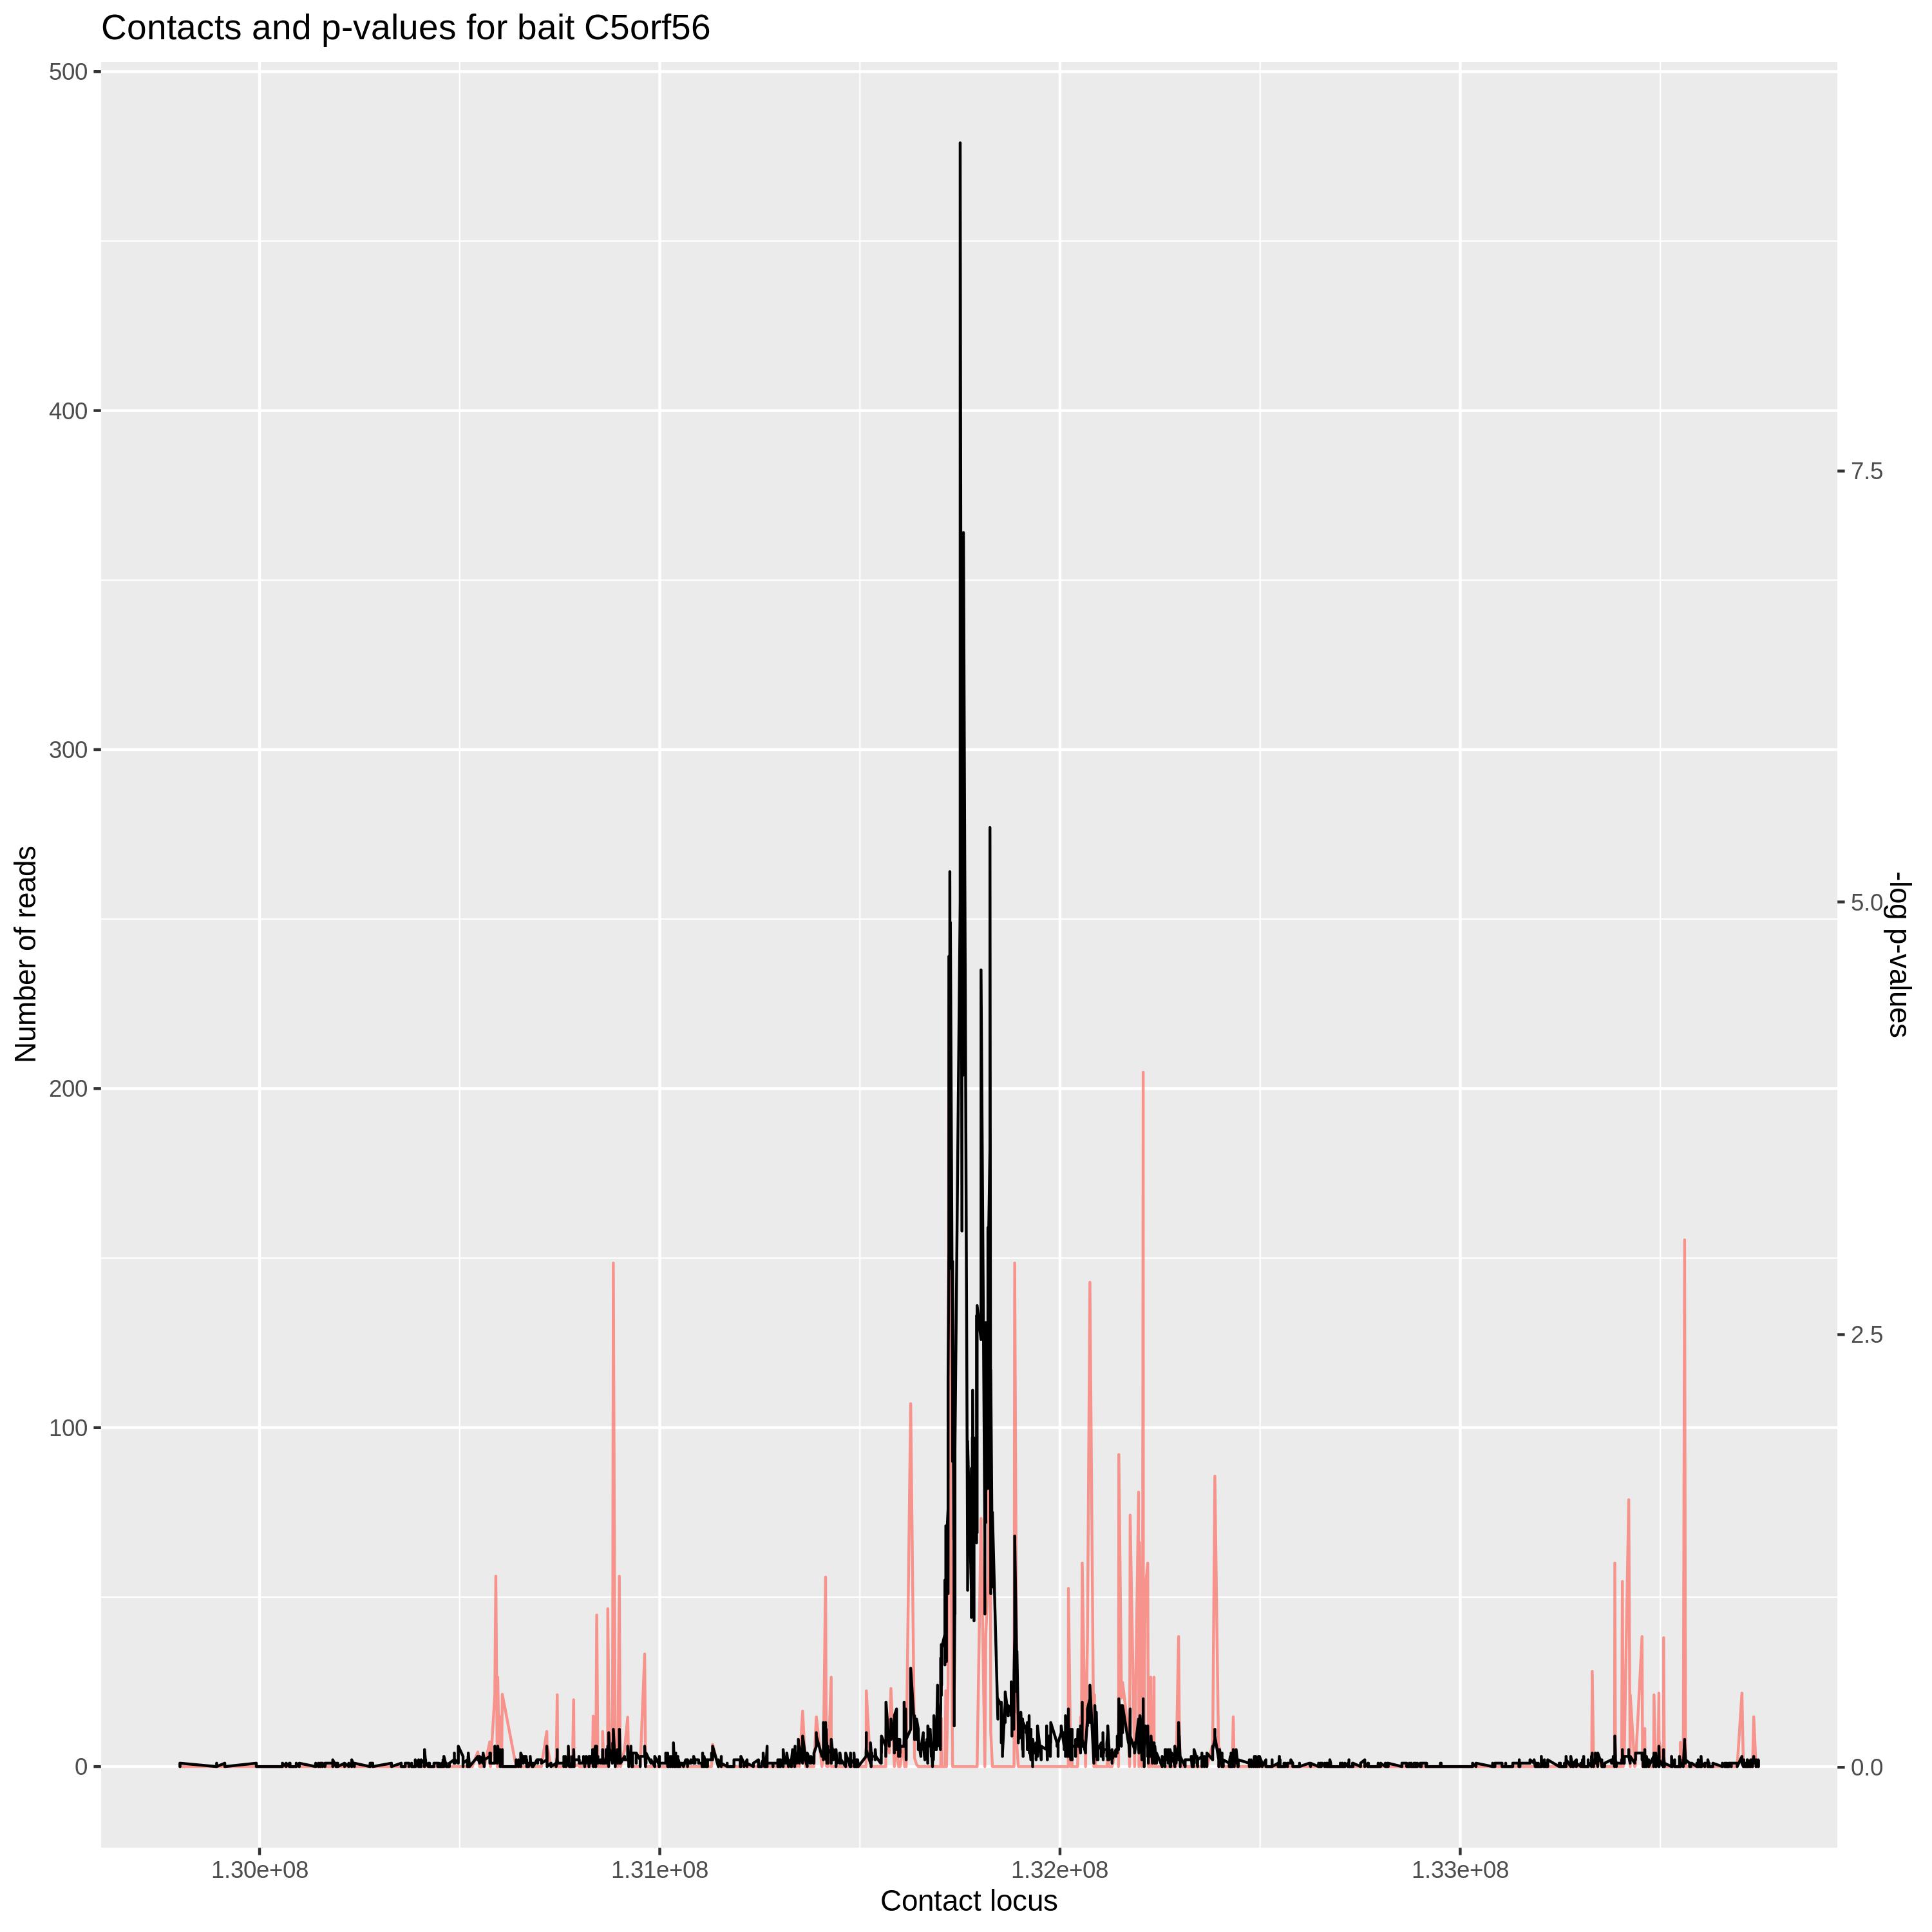 Contacts and p-values for bait C5orf56
500
400
300
200
100
0
Number of reads
7.5
5.0
2.5
0.0
-log p-values
1.30e+08
1.31e+08
1.32e+08
1.33e+08
Contact locus